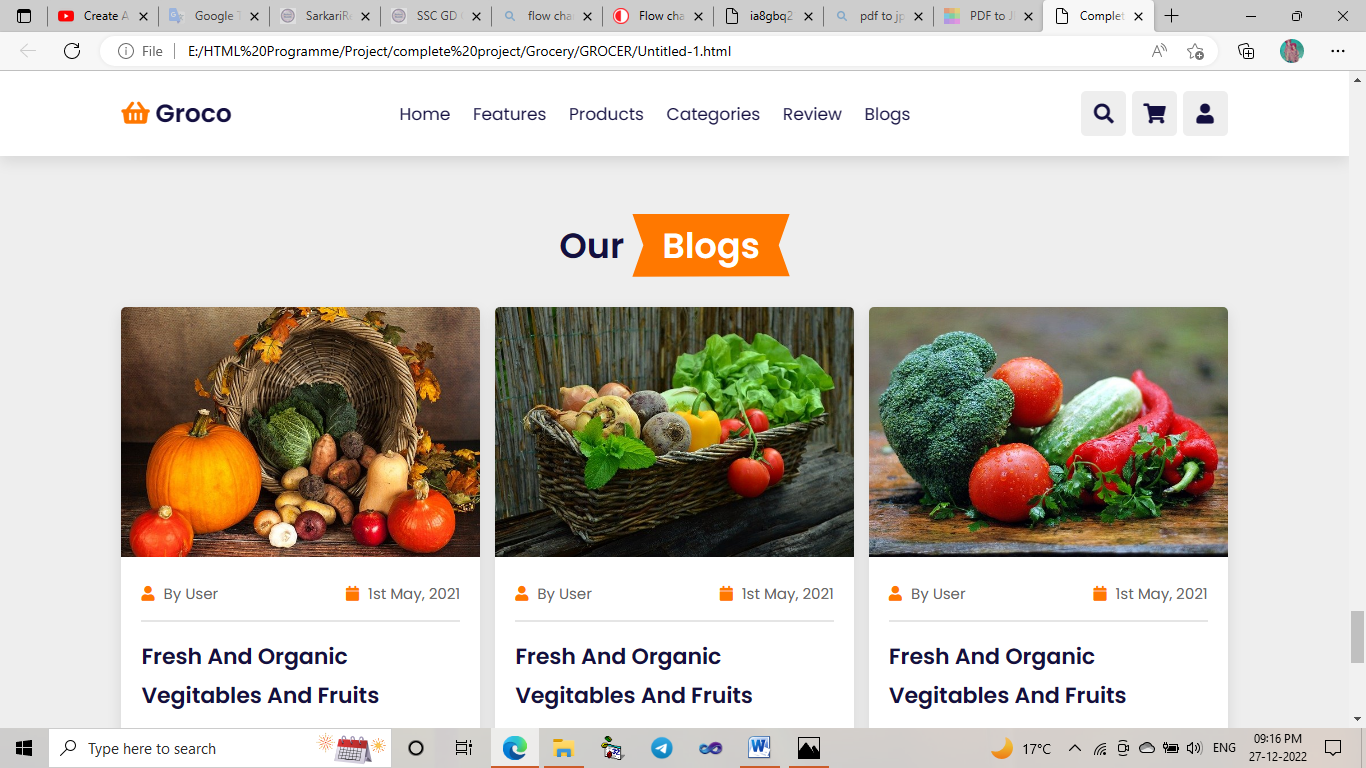 Create A
Google T
SarkariRe
SSC GD
flow cha
Flow cha
ia8gbq2
pdf to jp
PDF to J
Complet
File
E:/HTML%20Programme/Project/complete%20project/Grocery/GROCER/Untitled-1.html
Groco
Home Features Products Categories Review Blogs
Our Blogs
By User 1st May, 2021
Fresh And Organic
Vegitables And Fruits
By User 1st May, 2021
Fresh And Organic
Vegitables And Fruits
By User 1st May, 2021
Fresh And Organic
Vegitables And Fruits
Type here to search
17°C
ENG
09:16 PM
27-12-2022